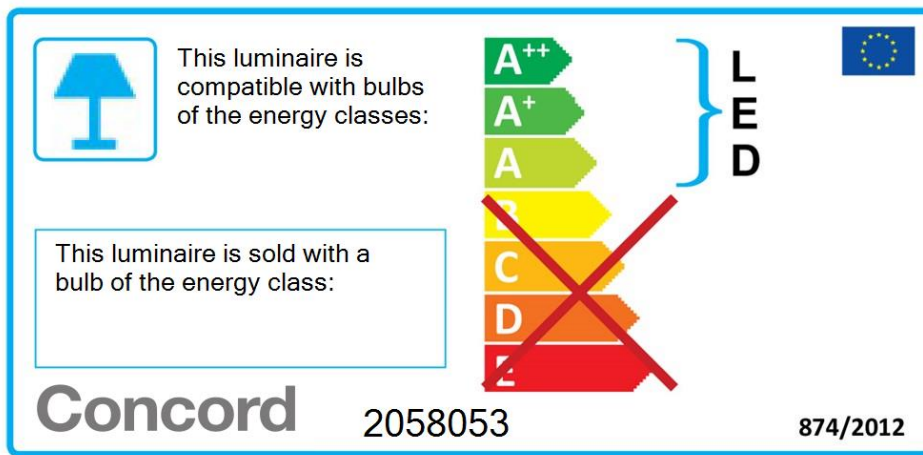 This luminaire is
compatible with bulbs
of the energy classes:
A++
A+
A
B
C
D
E
LED
This luminaire is sold with a
bulb of the energy class:
Concord
2058053
874/2012